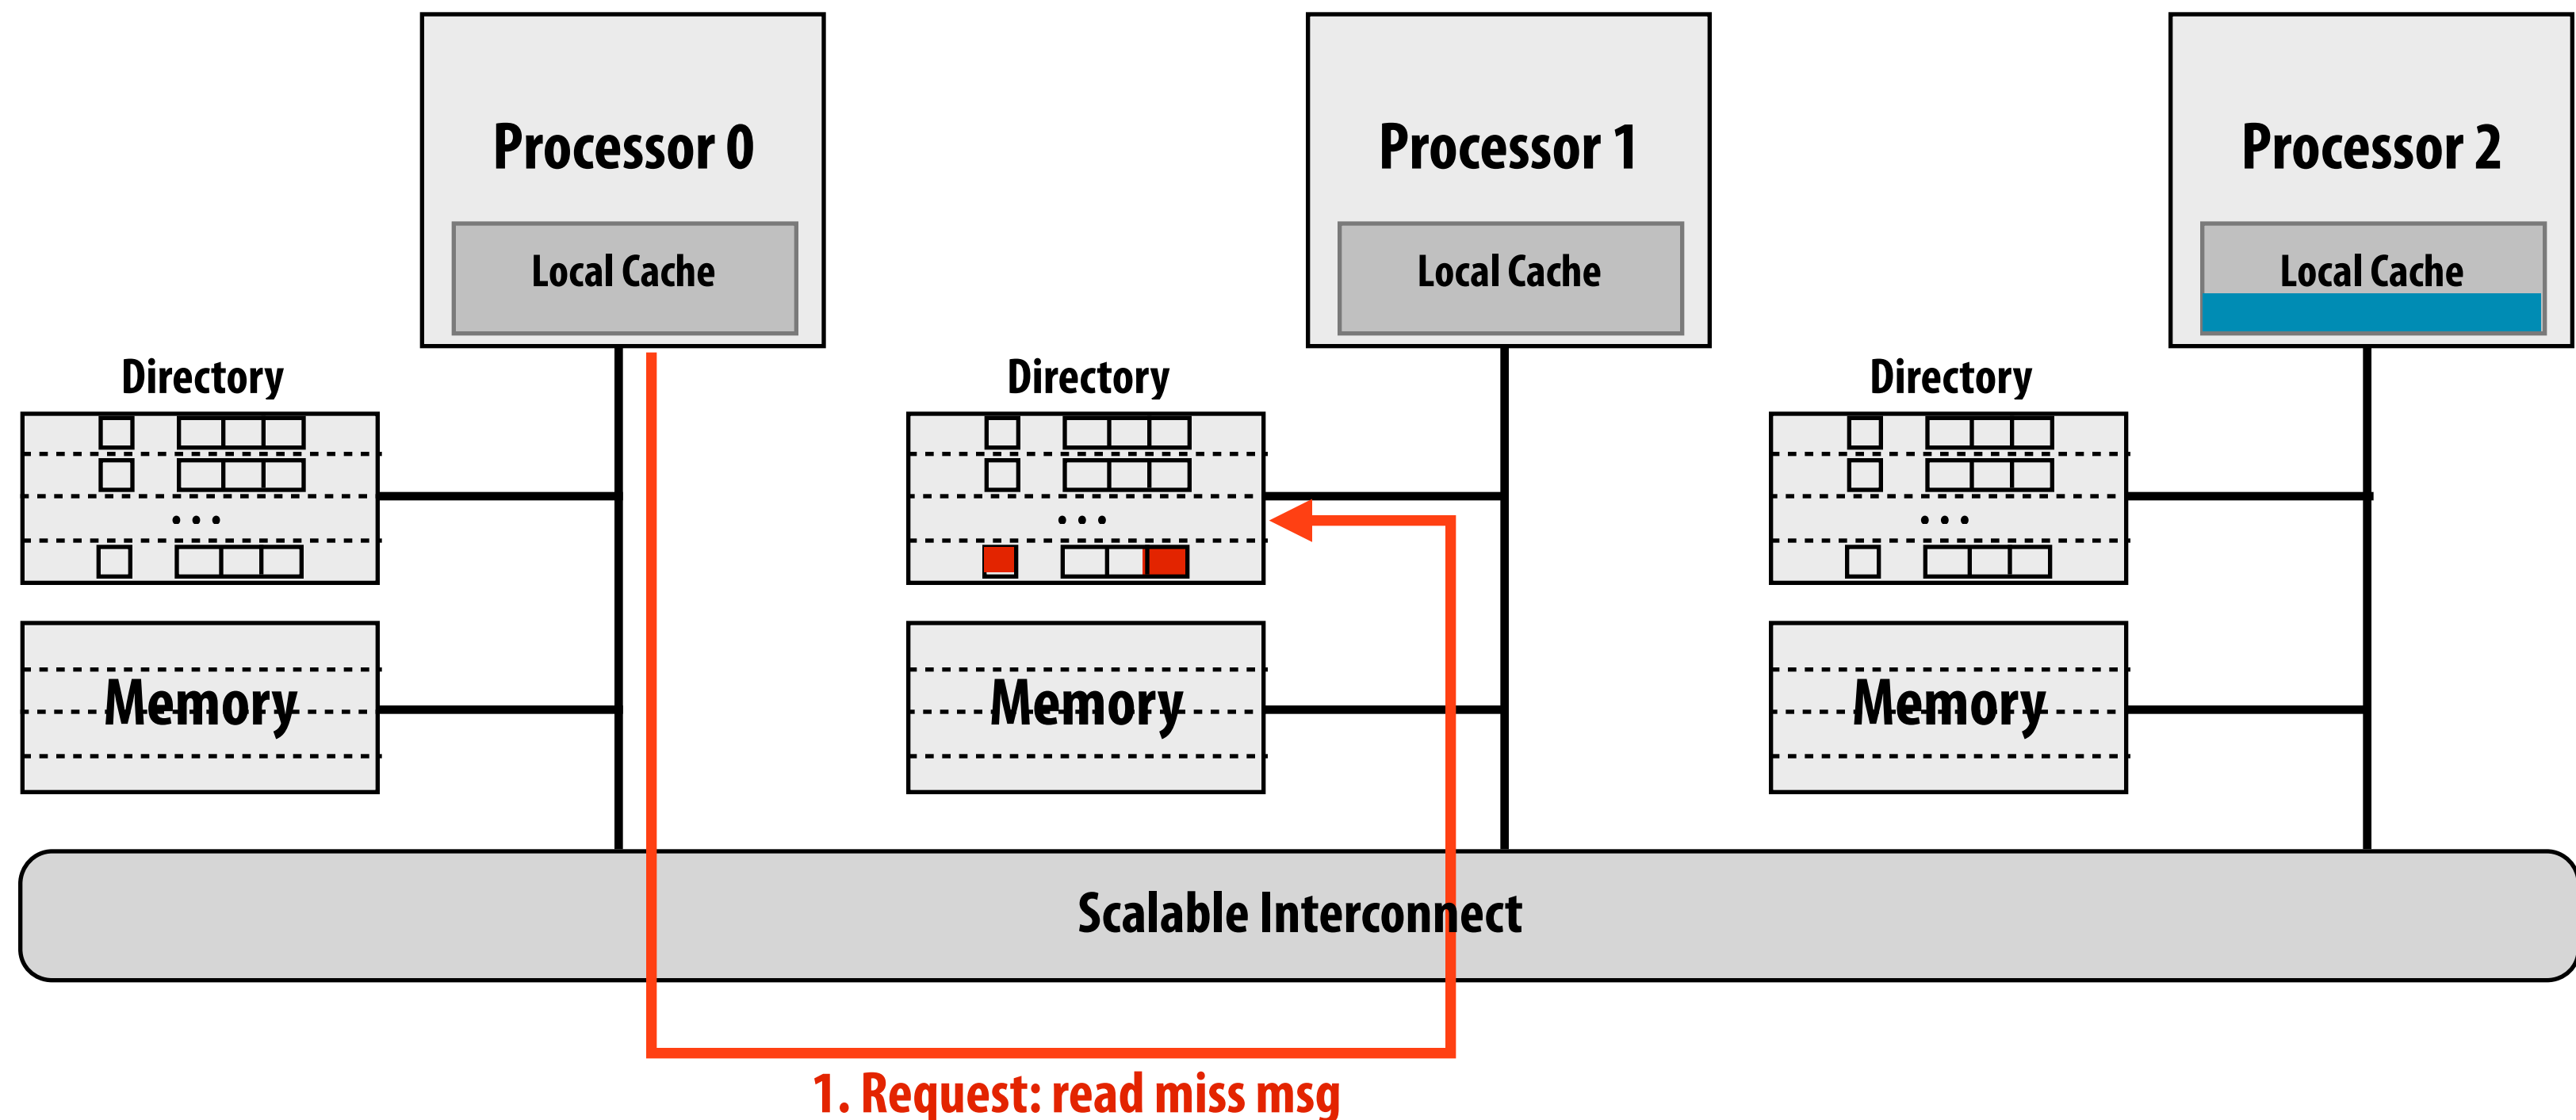 Processor 0
Processor 1
Processor 2
Local Cache
Local Cache
Local Cache
Directory
Directory
Directory
• • •
• • •
• • •
Memory
Memory
Memory
Scalable Interconnect
1. Request: read miss msg